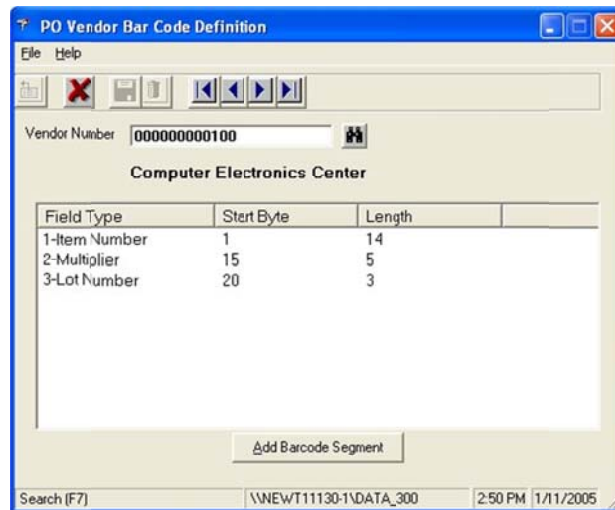 PO Vendor Bar Code Definition
File Help
Vendor Number 000000000100
Computer Electronics Center
Field Type Start Byte Length
1-Item Number 1 14
2-Multiplier 15 5
3-Lot Number 20 3
Add Barcode Segment
Search (F7) \\NEWT11130-1\DATA_300 2:50 PM 1/11/2005